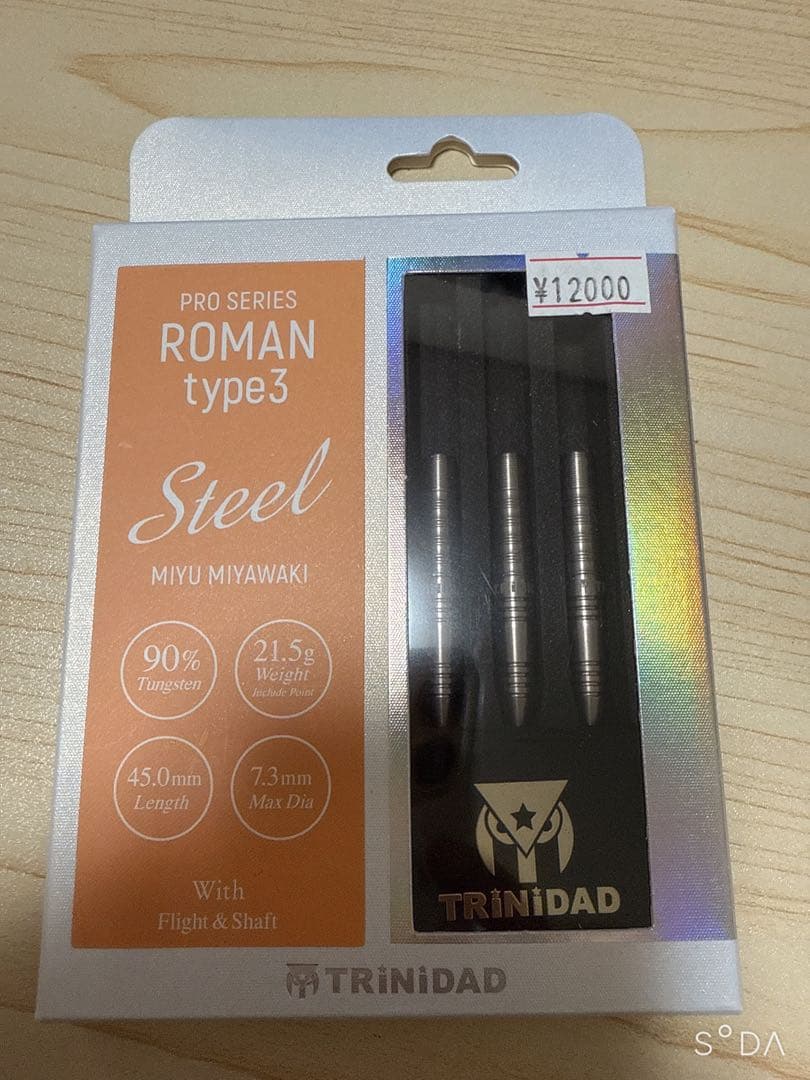 PRO SERIES
ROMAN
type3
Steel
MIYU MIYAWAKI
90%
Tungsten
21.5g
Weight
Include Point
45.0mm
Length
7.3mm
Max Dia
With
Flight & Shaft
¥12000
TRiNiDAD
TRiNiDAD
S°DA